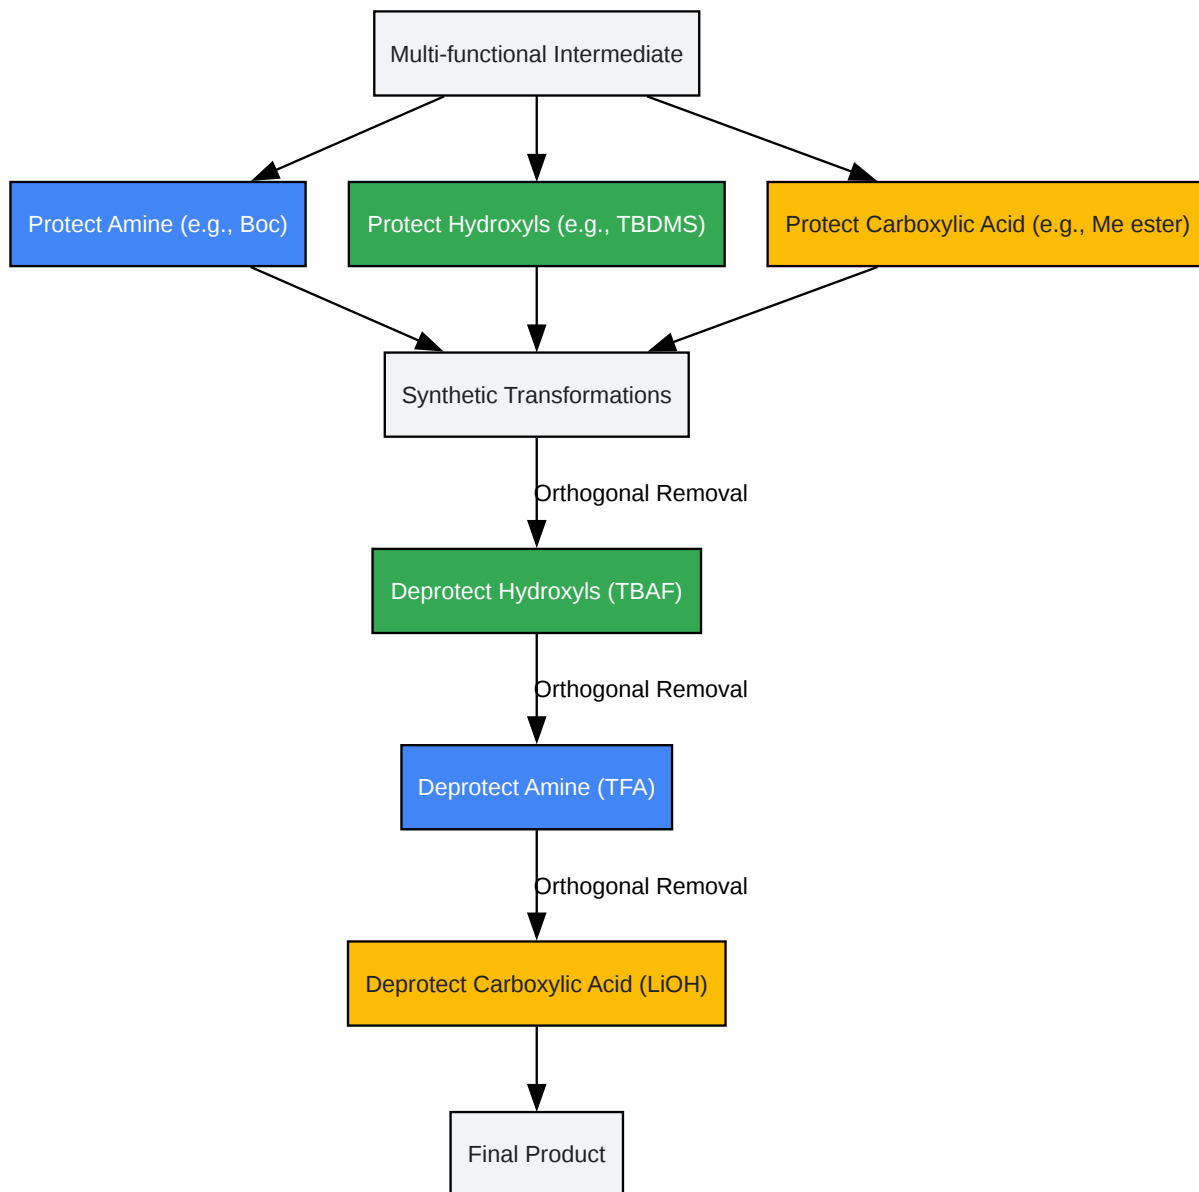 Multi-functional Intermediate
Protect Amine (e.g., Boc)
Protect Hydroxyls (e.g., TBDMS)
Protect Carboxylic Acid (e.g., Me ester)
Synthetic Transformations
Orthogonal Removal
Deprotect Hydroxyls (TBAF)
Orthogonal Removal
Deprotect Amine (TFA)
Orthogonal Removal
Deprotect Carboxylic Acid (LiOH)
Final Product